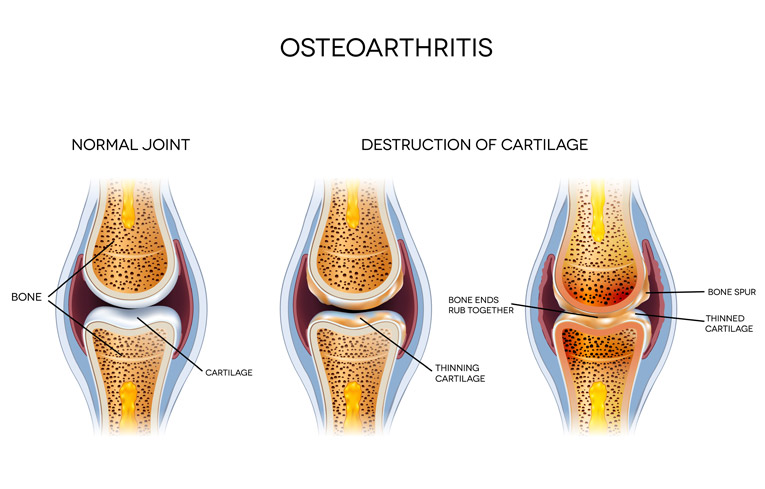 OSTEOARTHRITIS
NORMAL JOINT
DESTRUCTION OF CARTILAGE
BONE
CARTILAGE
THINNING
CARTILAGE
BONE ENDS
RUB TOGETHER
BONE SPUR
THINNED
CARTILAGE